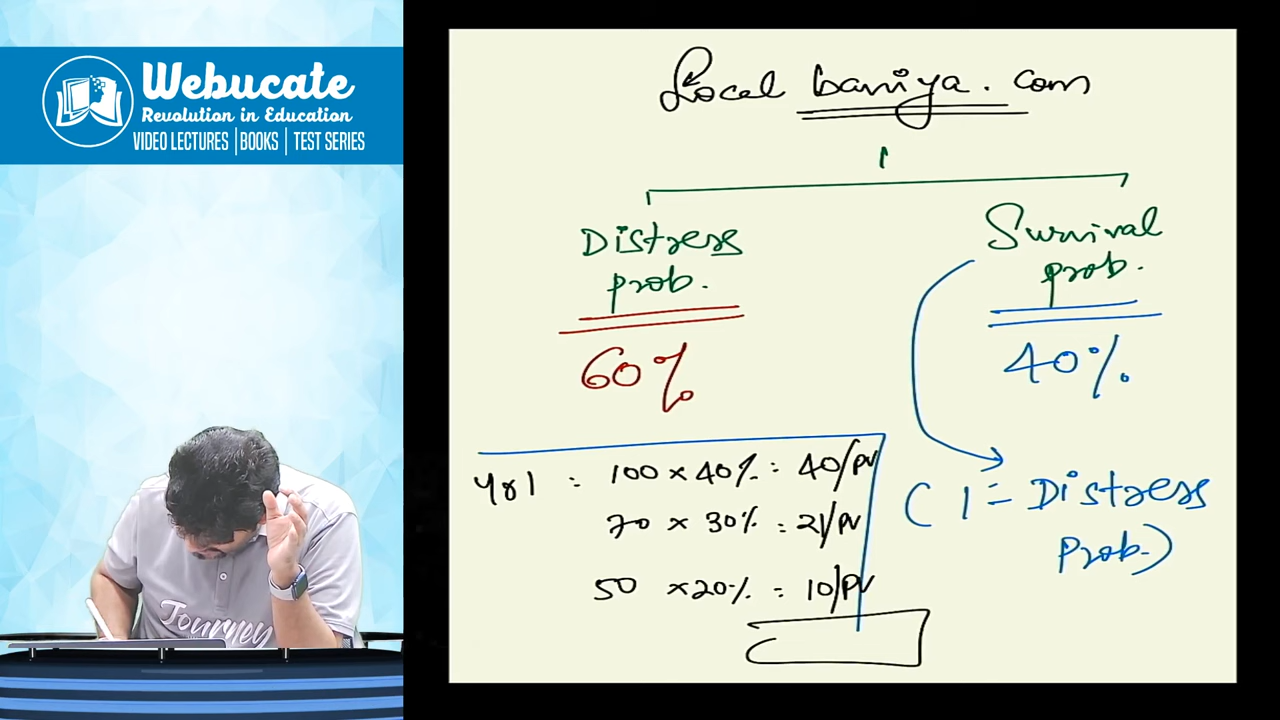 Webucate
Revolution in Education
VIDEO LECTURES | BOOKS | TEST SERIES
Local baniya.com
Distress
prob.
60%
Survival
prob.
40%
Yr1 : 100 × 40% = 40/PV
70 × 30% = 21/PV
50 × 20% = 10/PV
(1 - Distress
Prob.)
Journey